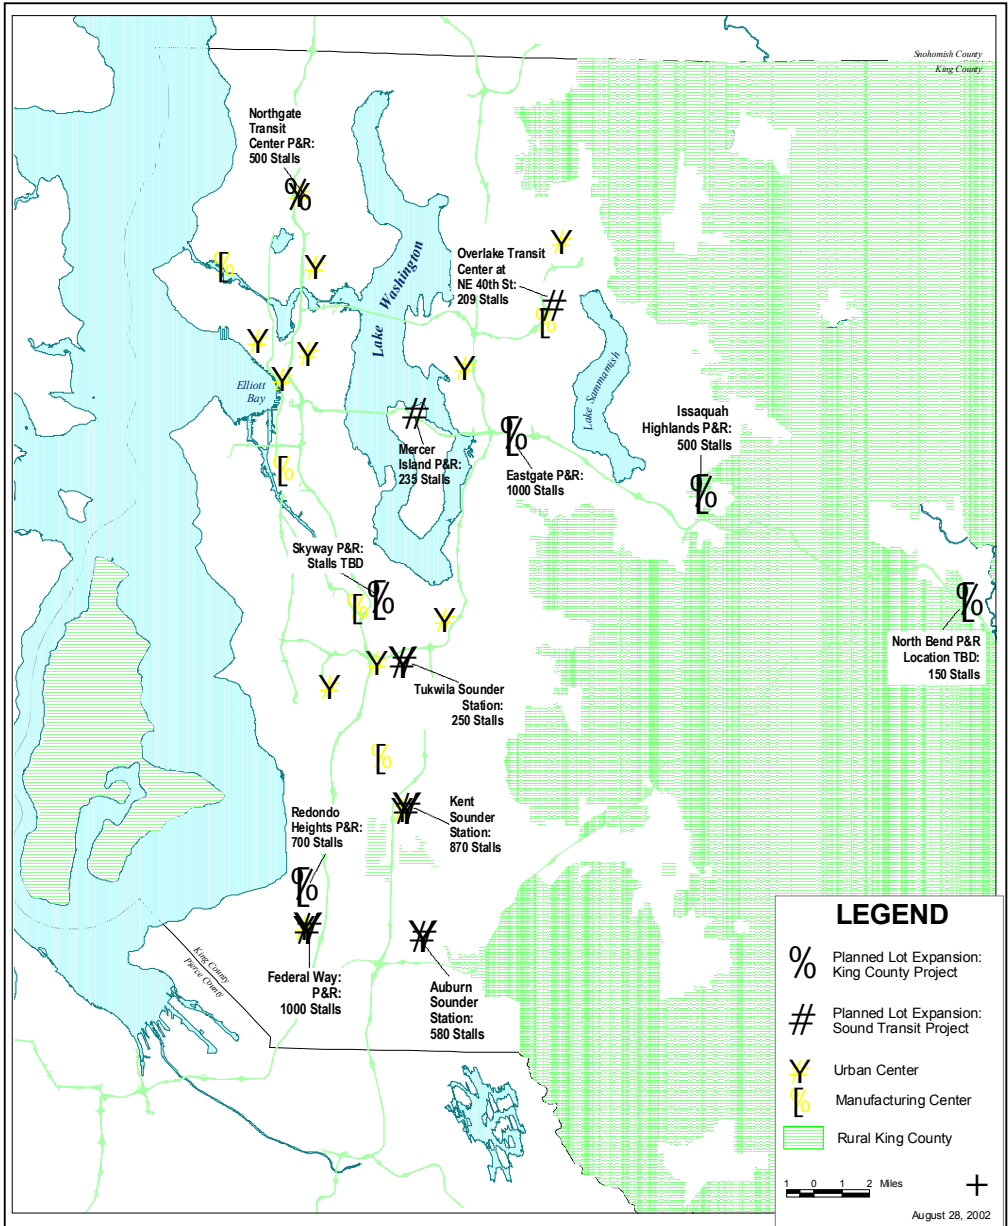 Snohomish County
King County
Northgate
Transit
Center P&R:
500 Stalls
Lake Washington
Overlake Transit
Center at
NE 40th St:
209 Stalls
Elliott
Bay
Lake Sammamish
Mercer
Island P&R:
235 Stalls
Eastgate P&R:
1000 Stalls
Issaquah
Highlands P&R:
500 Stalls
Skyway P&R:
Stalls TBD
North Bend P&R
Location TBD:
150 Stalls
Tukwila Sounder
Station:
250 Stalls
Redondo
Heights P&R:
700 Stalls
Kent
Sounder
Station:
870 Stalls
King County
Pierce County
Federal Way:
P&R:
1000 Stalls
Auburn
Sounder
Station:
580 Stalls
LEGEND
% Planned Lot Expansion:
King County Project
# Planned Lot Expansion:
Sound Transit Project
Y Urban Center
[% Manufacturing Center
Rural King County
1 0 1 2 Miles
August 28, 2002